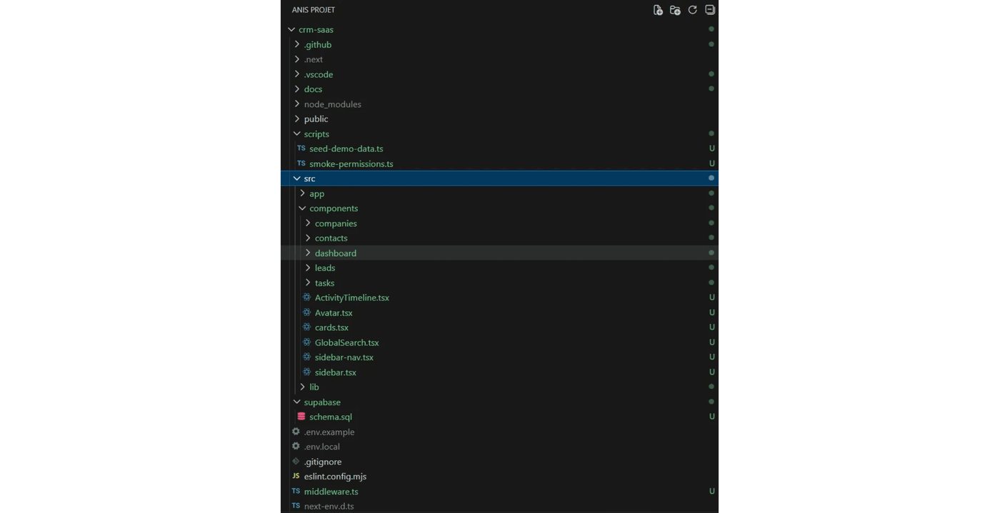 ANIS PROJET
crm-saas
.github
.next
.vscode
docs
node_modules
public
scripts
TS seed-demo-data.ts U
TS smoke-permissions.ts U
src
app
components
companies
contacts
dashboard
leads
tasks
ActivityTimeline.tsx U
Avatar.tsx U
cards.tsx U
GlobalSearch.tsx U
sidebar-nav.tsx U
sidebar.tsx U
lib
supabase
schema.sql U
.env.example
.env.local
.gitignore
JS eslint.config.mjs
TS middleware.ts U
TS next-env.d.ts